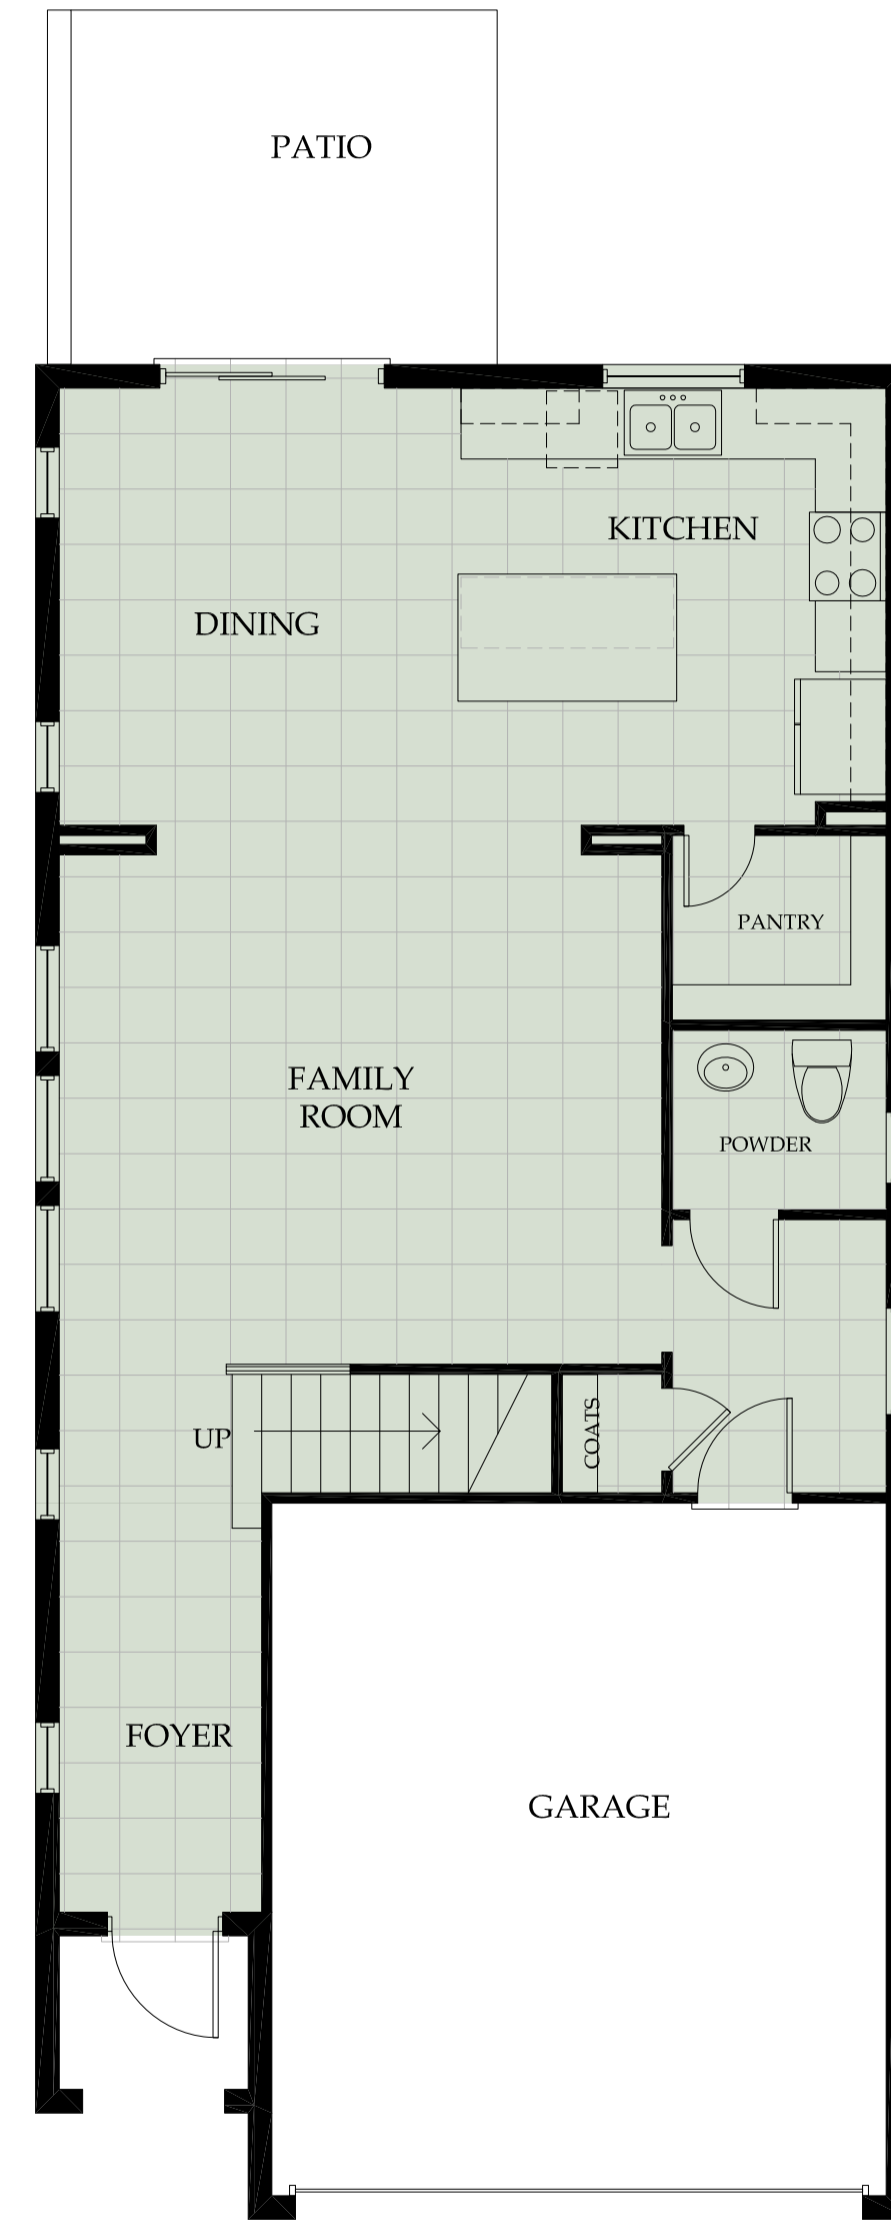 PATIO
KITCHEN
DINING
PANTRY
FAMILY
ROOM
POWDER
UP
COATS
FOYER
GARAGE